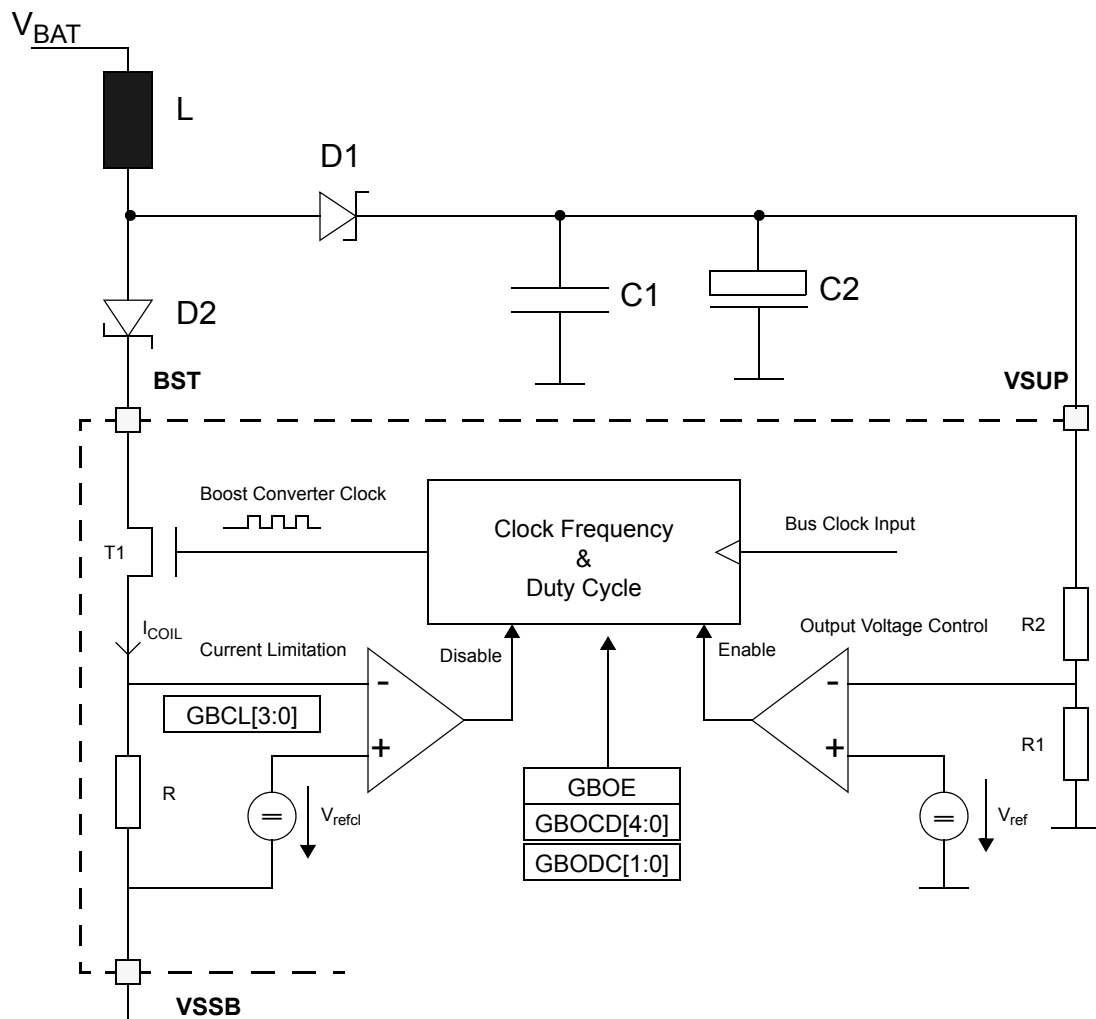 VBAT
L
D1
D2
C1
C2
BST
VSUP
Boost Converter Clock
Clock Frequency
&
Duty Cycle
Bus Clock Input
T1
ICOIL
Current Limitation
Disable
Enable
Output Voltage Control
R2
-
-
GBCL[3:0]
+
+
R1
R
=
Vrefcl
GBOE
GBOCD[4:0]
GBODC[1:0]
=
Vref
VSSB